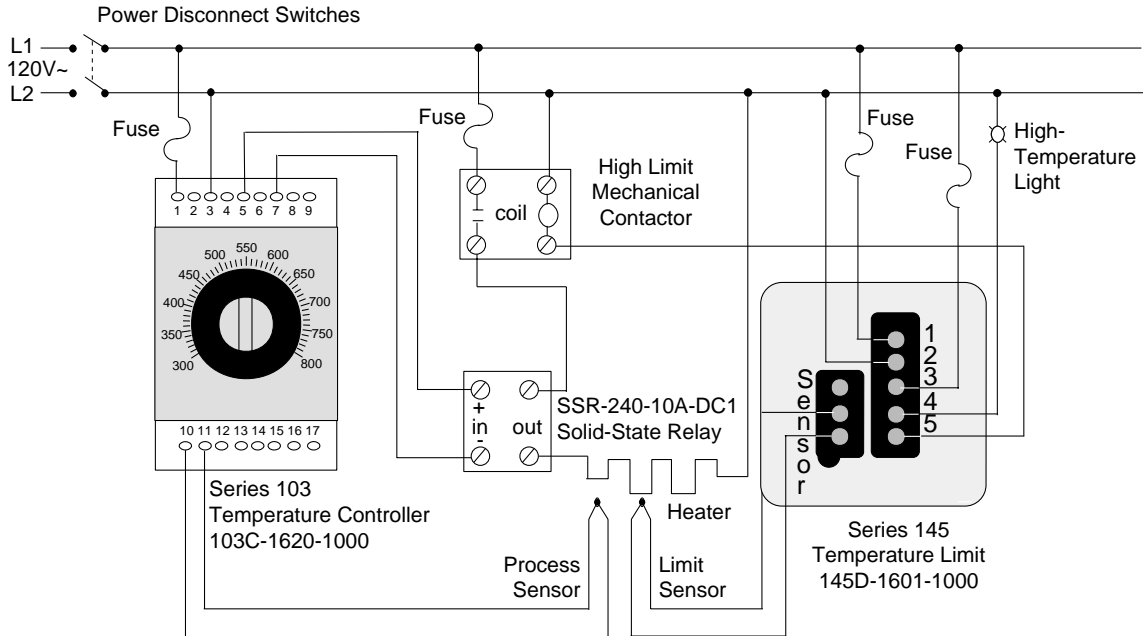 Power Disconnect Switches
L1
120V~
L2
Fuse
Fuse
Fuse
Fuse
High-
Temperature
Light
High Limit
Mechanical
Contactor
coil
1 2 3 4 5 6 7 8 9
300 350 400 450 500 550 600 650 700 750 800
10 11 12 13 14 15 16 17
Series 103
Temperature Controller
103C-1620-1000
+
in
-
out
SSR-240-10A-DC1
Solid-State Relay
Heater
Process
Sensor
Limit
Sensor
Sensor
1
2
3
4
5
Series 145
Temperature Limit
145D-1601-1000